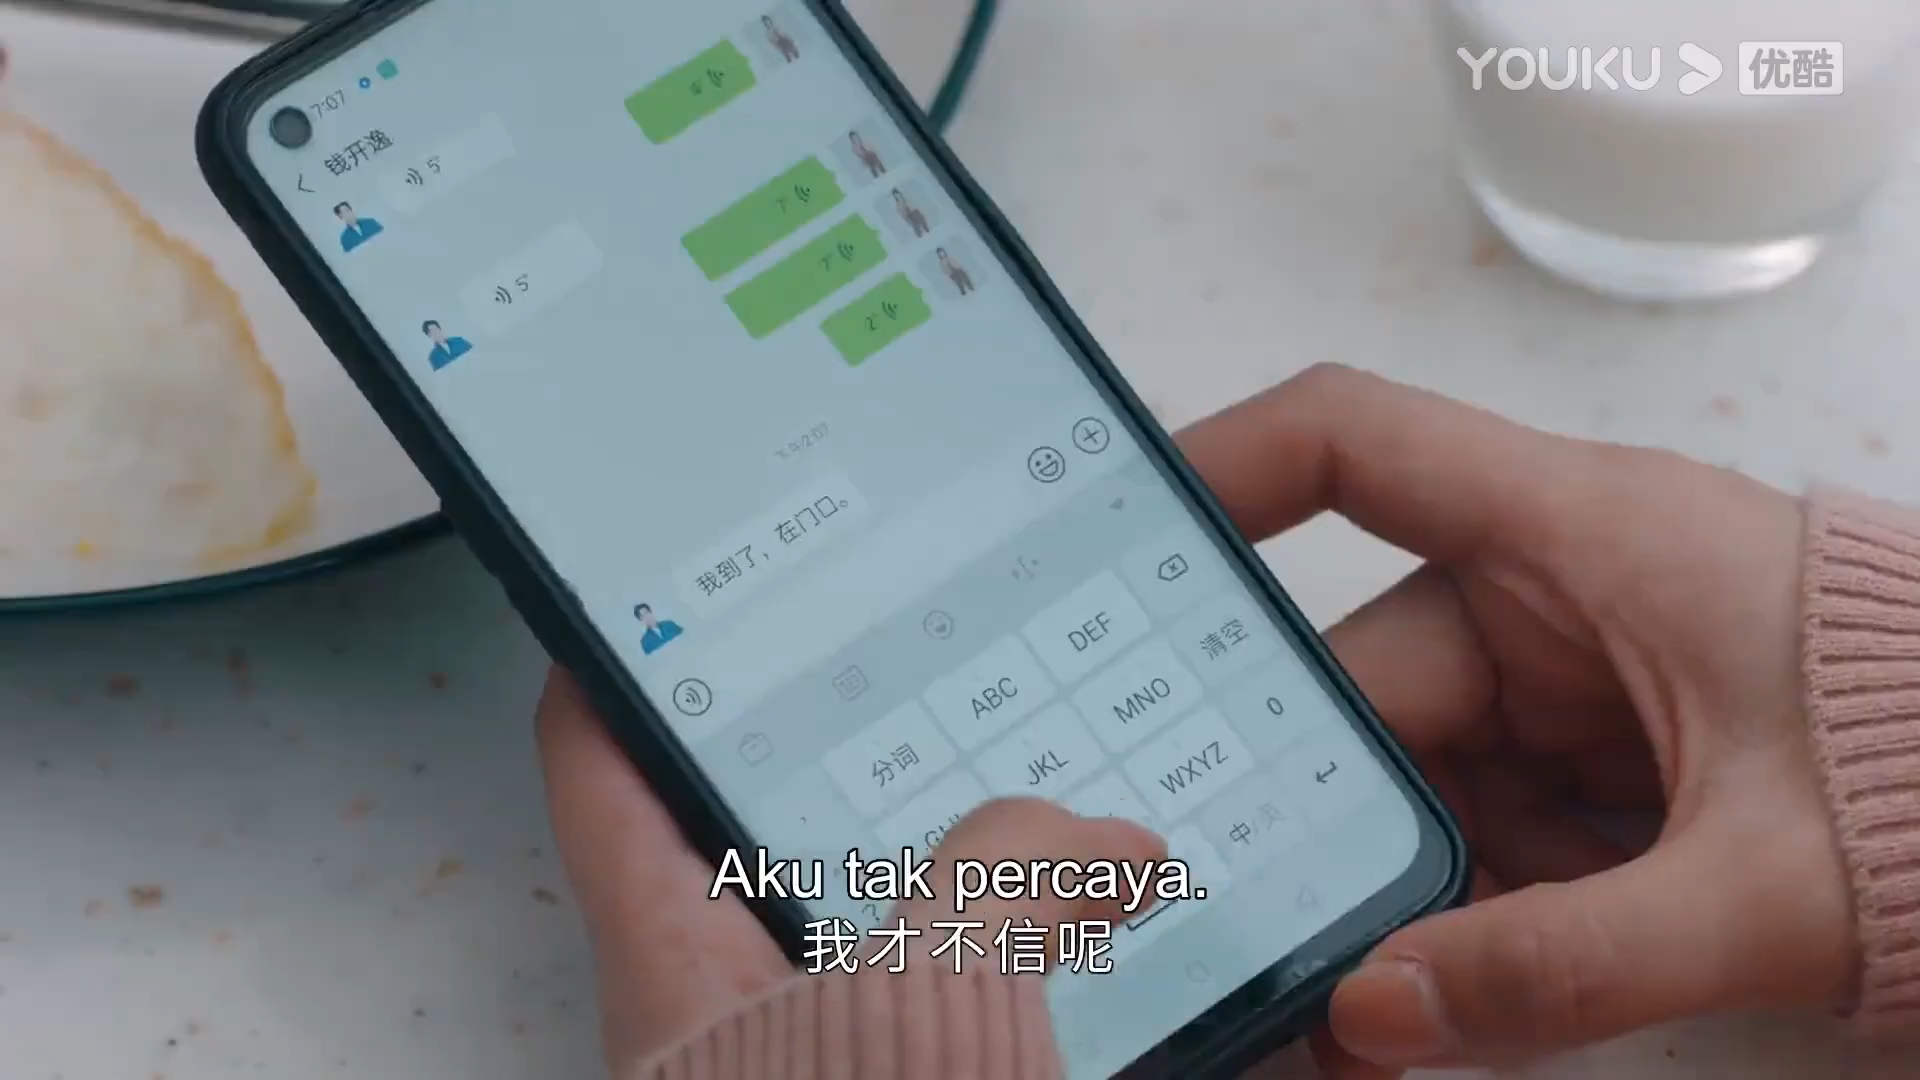 YOUKU 优酷
7:07
钱开逸
5"
5"
7"
7"
2"
我到了，在门口。
DEF
ABC
清空
MNO
分词
JKL
0
WXYZ
中/英
Aku tak percaya.
我才不信呢